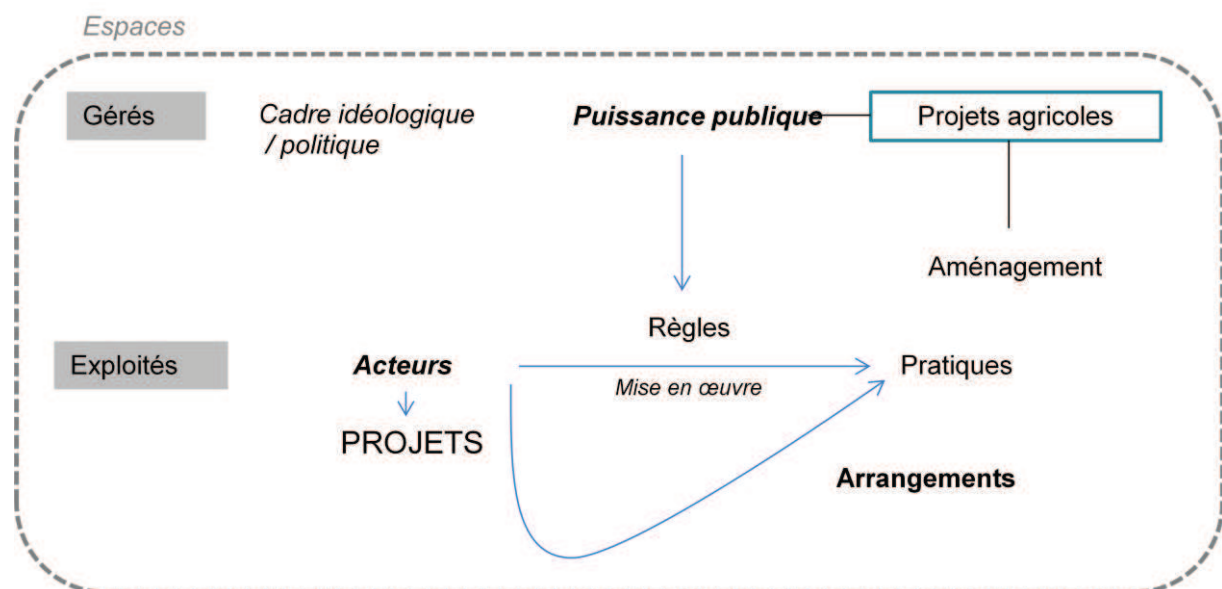 Espaces
Gérés
Cadre idéologique
/ politique
Puissance publique
Projets agricoles
Aménagement
Règles
Exploités
Acteurs
Mise en œuvre
Pratiques
PROJETS
Arrangements